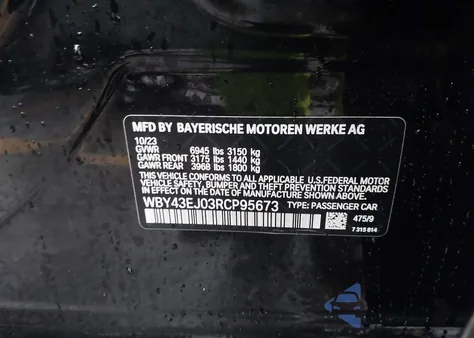 MFD BY BAYERISCHE MOTOREN WERKE AG
10/23
GVWR 6945 lbs 3150 kg
GAWR FRONT 3175 lbs 1440 kg
GAWR REAR 3968 lbs 1800 kg
THIS VEHICLE CONFORMS TO ALL APPLICABLE U.S. FEDERAL MOTOR
VEHICLE SAFETY, BUMPER, AND THEFT PREVENTION STANDARDS
IN EFFECT ON THE DATE OF MANUFACTURE SHOWN ABOVE.
WBY43EJ03RCP95673 TYPE: PASSENGER CAR
475/9
7 315 814